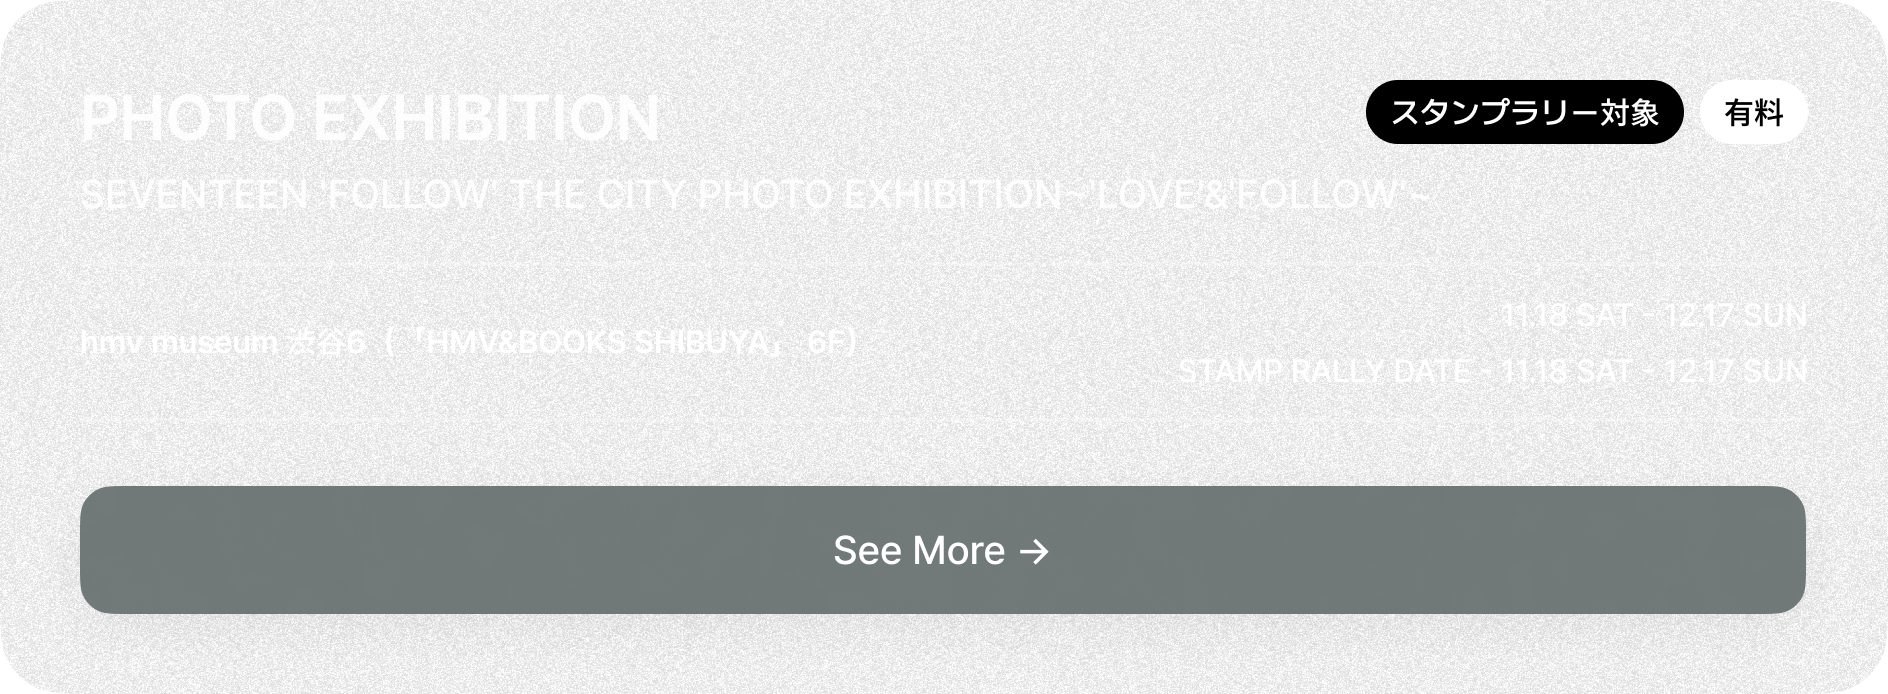 PHOTO EXHIBITION
スタンプラリー対象
有料
SEVENTEEN 'FOLLOW' THE CITY PHOTO EXHIBITION~'LOVE'&'FOLLOW'~
hmv museum 渋谷6（「HMV&BOOKS SHIBUYA」 6F）
11.18 SAT - 12.17 SUN
STAMP RALLY DATE - 11.18 SAT - 12.17 SUN
See More →